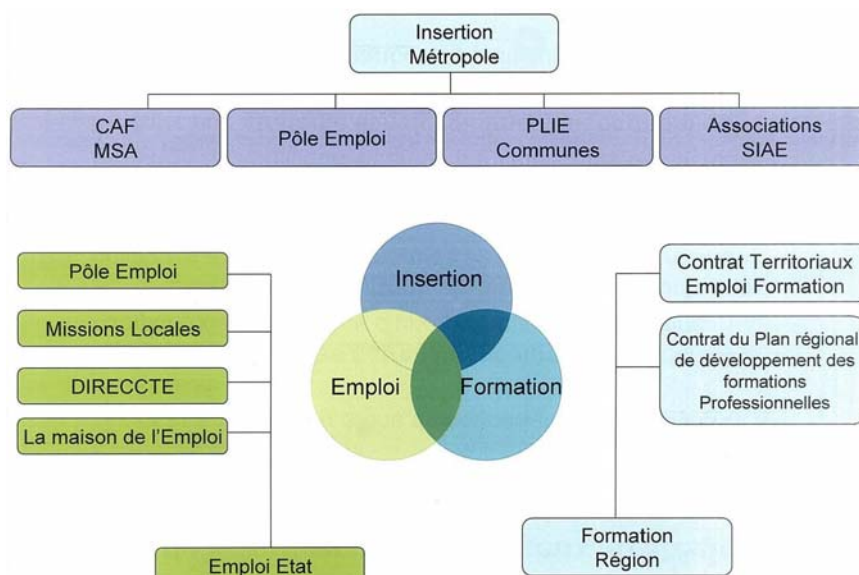 Insertion
Métropole
CAF
MSA
Pôle Emploi
PLIE
Communes
Associations
SIAE
Pôle Emploi
Missions Locales
DIRECCTE
La maison de l'Emploi
Emploi Etat
Insertion
Emploi
Formation
Contrat Territoriaux
Emploi Formation
Contrat du Plan régional
de développement des
formations
Professionnelles
Formation
Région